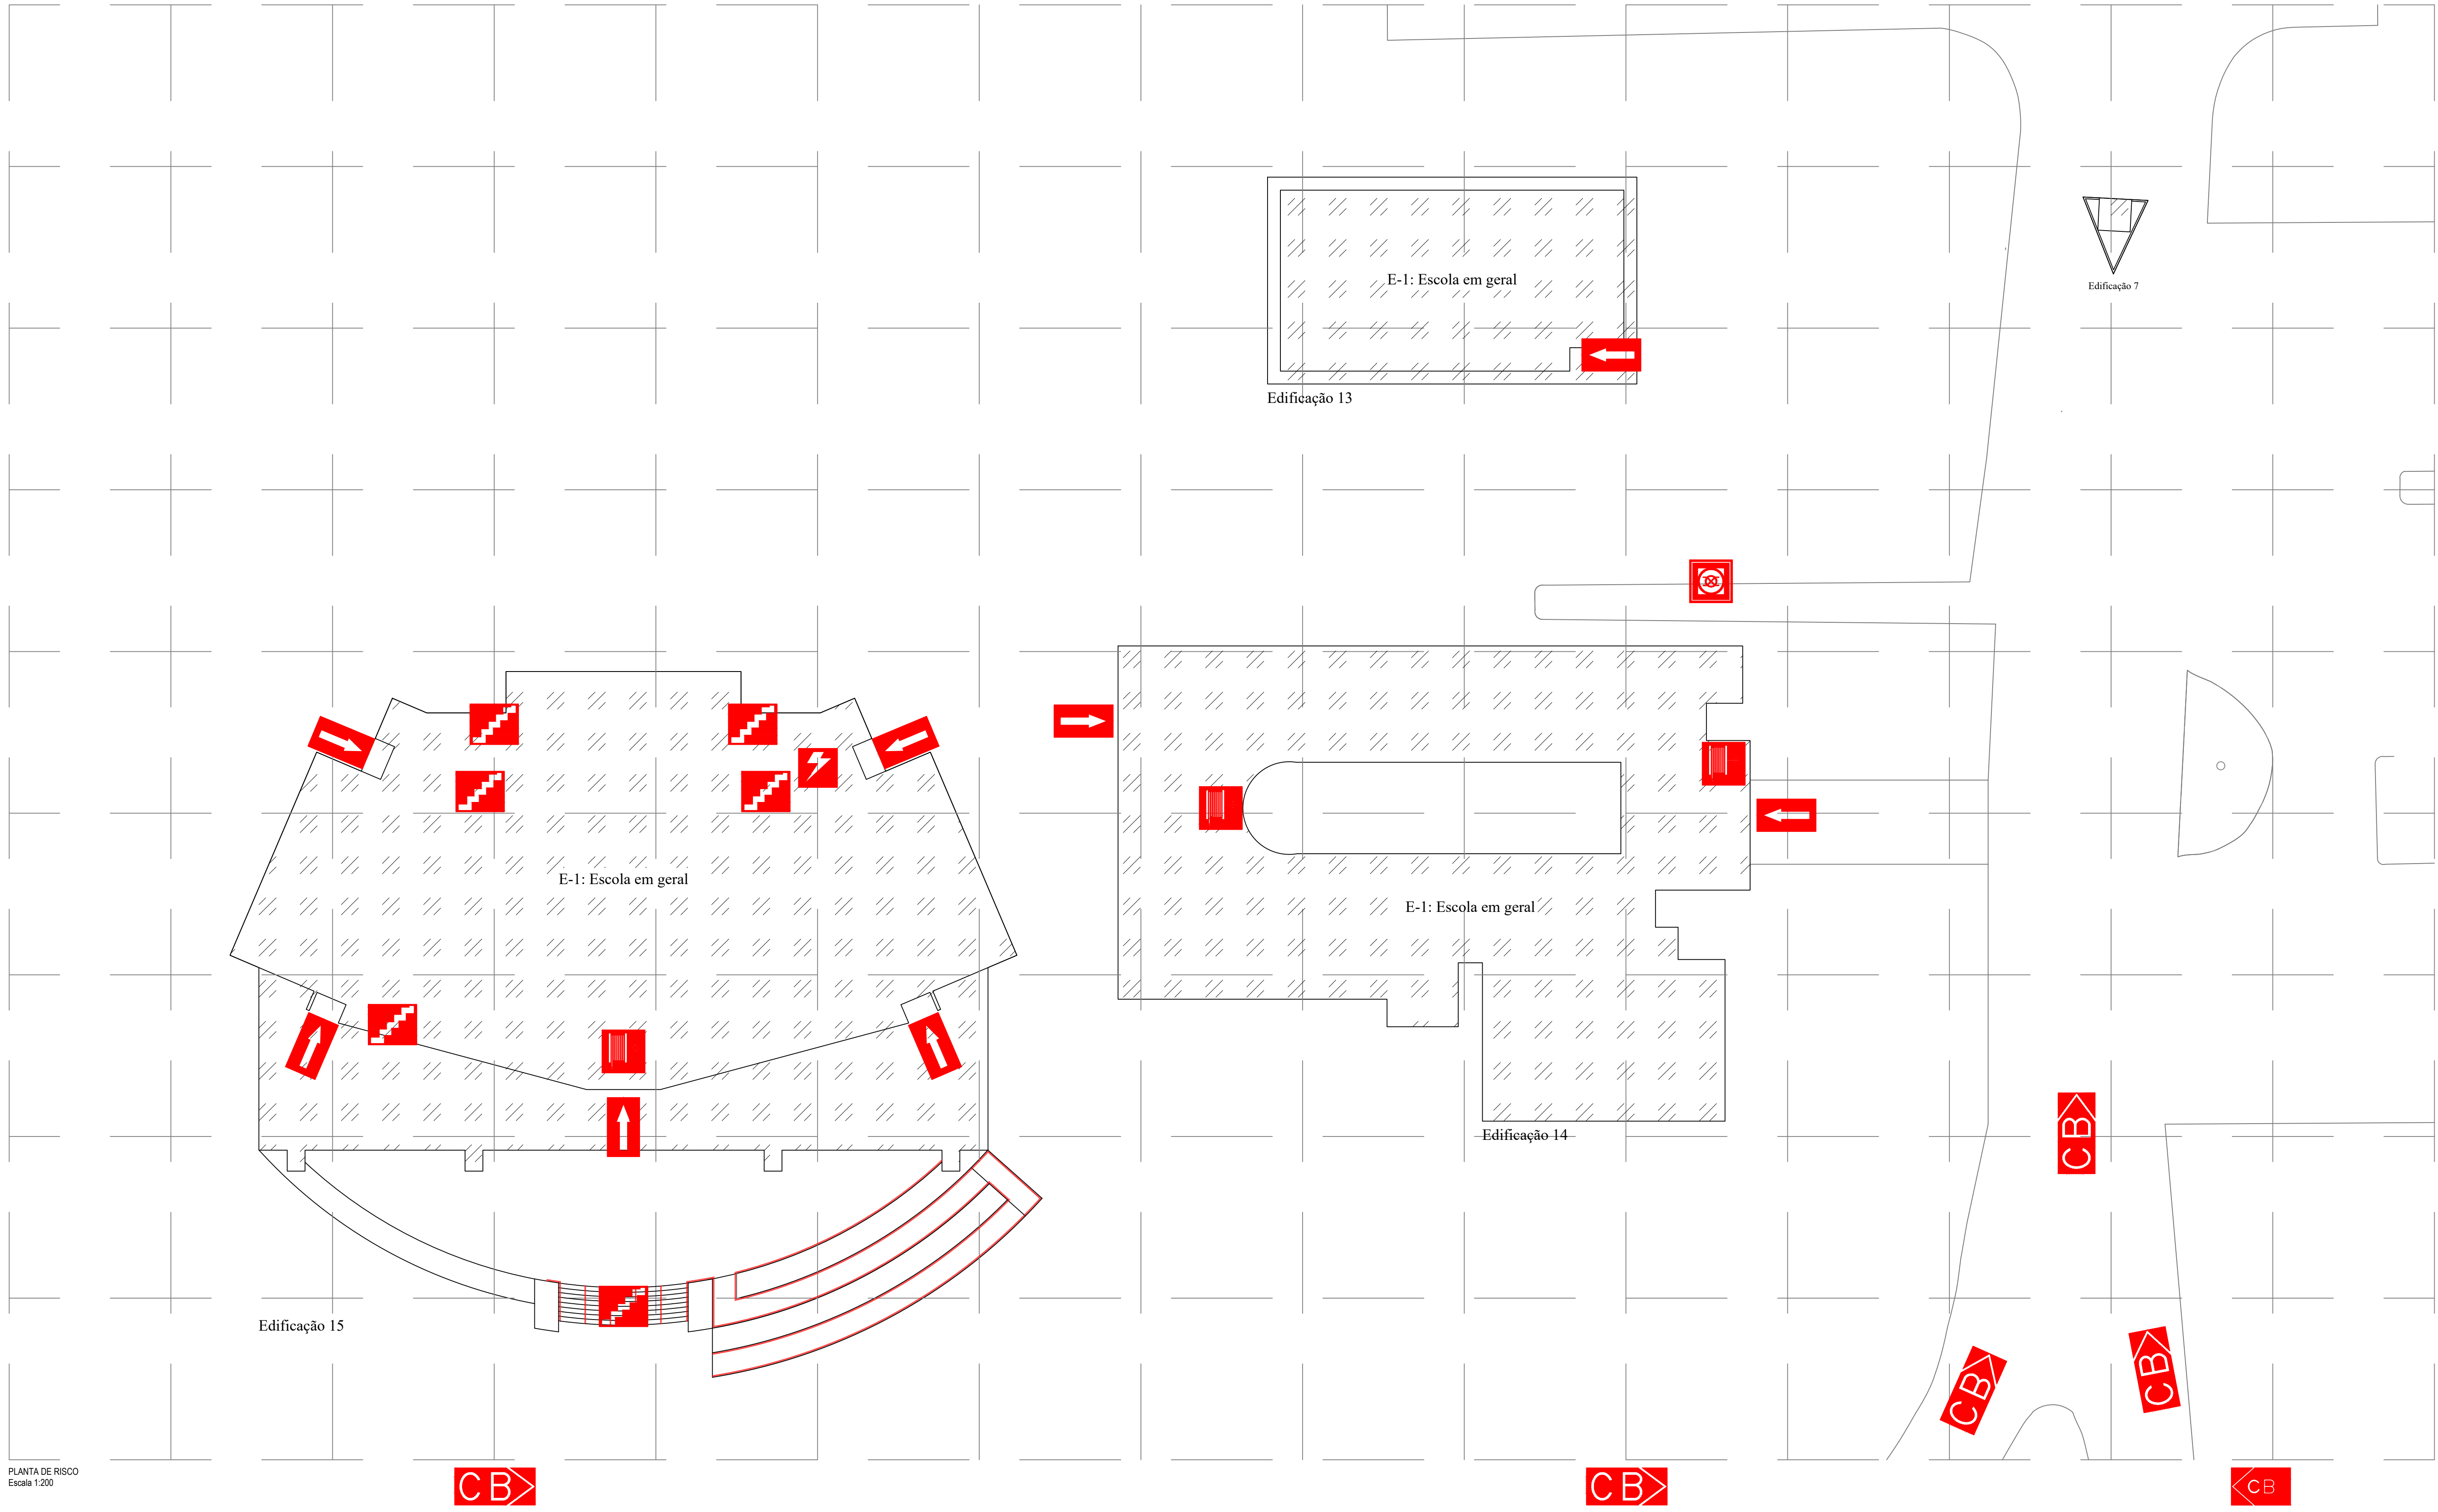 E-1: Escola em geral
Edificação 7
Edificação 13
E-1: Escola em geral
E-1: Escola em geral
Edificação 14
CB
Edificação 15
CB
CB
PLANTA DE RISCO
Escala 1:200
CB
CB
CB